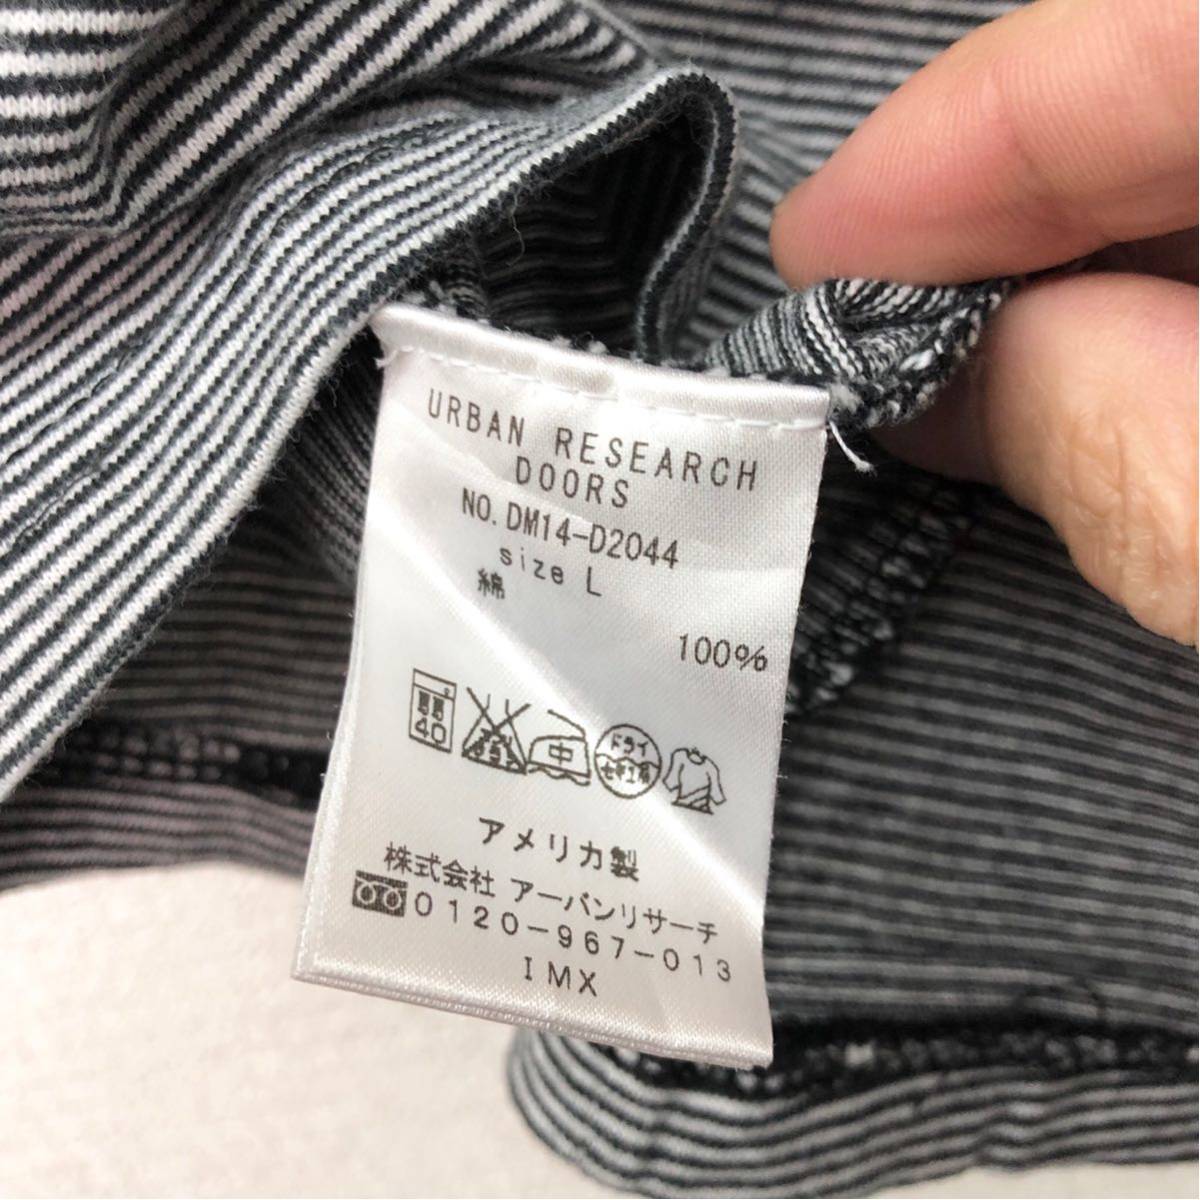 URBAN RESEARCH
DOORS
NO. DM14-D2044
size L
綿
100%
40 中 ドライ
アメリカ製
株式会社 アーバンリサーチ
0120-967-013
IMX